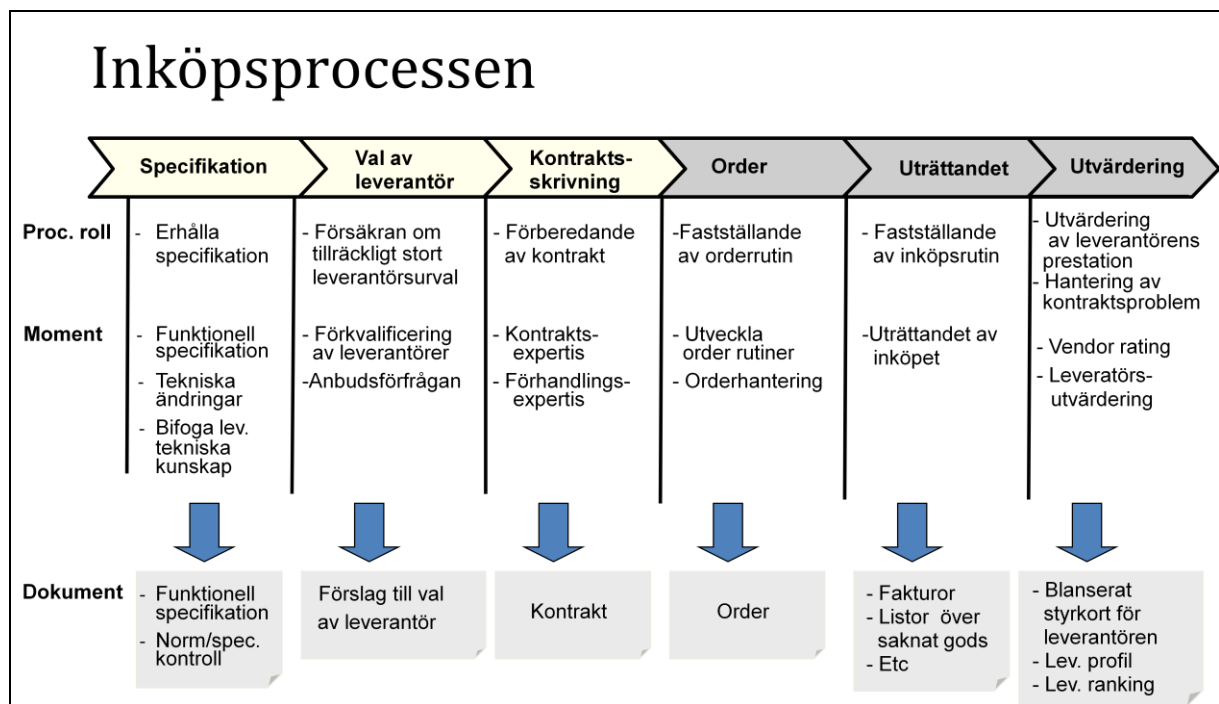 Inköpsprocessen
Specifikation
Val av
leverantör
Kontrakts-
skrivning
Order
Uträttandet
Utvärdering
Proc. roll
- Erhålla
specifikation
- Försäkran om
tillräckligt stort
leverantörsurval
- Förberedande
av kontrakt
-Fastställande
av orderrutin
- Fastställande
av inköpsrutin
- Utvärdering
av leverantörens
prestation
- Hantering av
kontraktsproblem
Moment
- Funktionell
specifikation
- Tekniska
ändringar
- Bifoga lev.
tekniska
kunskap
- Förkvalificering
av leverantörer
-Anbudsförfrågan
- Kontrakts-
expertis
- Förhandlings-
expertis
- Utveckla
order rutiner
- Orderhantering
-Uträttandet av
inköpet
- Vendor rating
- Leveratörs-
utvärdering
Dokument
- Funktionell
specifikation
- Norm/spec.
kontroll
Förslag till val
av leverantör
Kontrakt
Order
- Fakturor
- Listor över
saknat gods
- Etc
- Blanserat
styrkort för
leverantören
- Lev. profil
- Lev. ranking